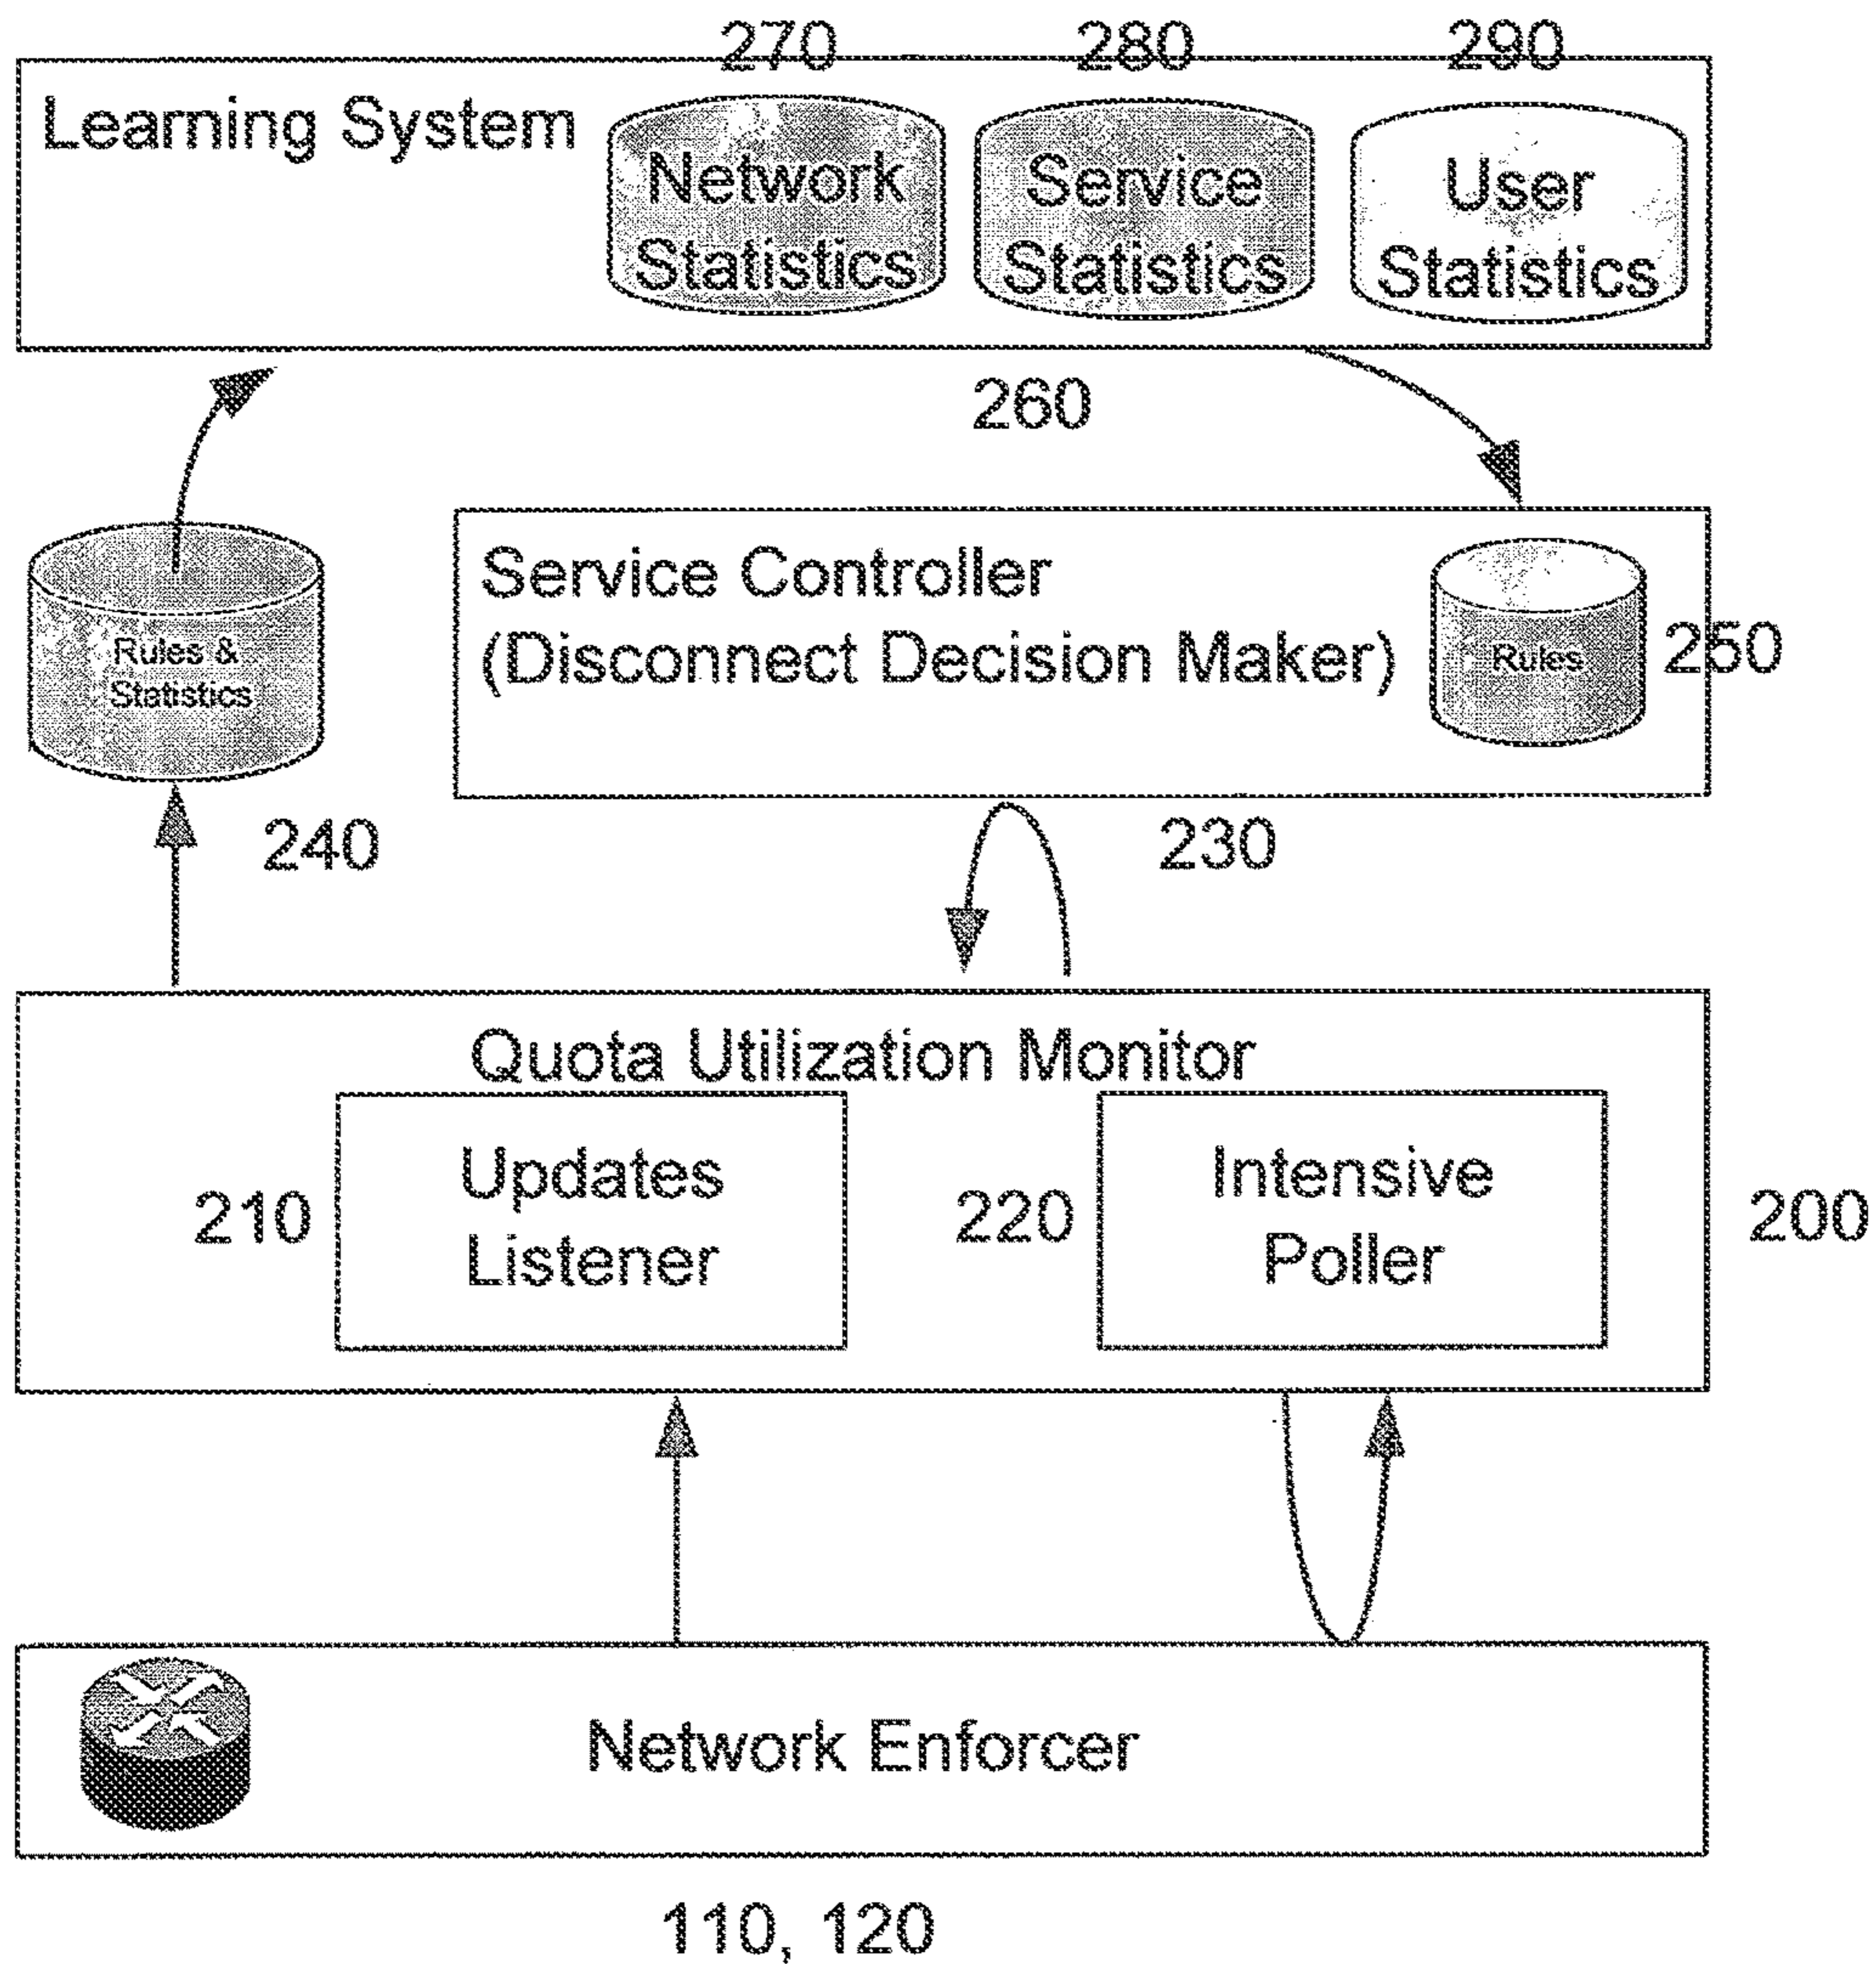 270 280 290
Learning System
Network
Statistics
Service
Statistics
User
Statistics
260
Rules &
Statistics
Service Controller
(Disconnect Decision Maker)
Rules
250
240
230
Quota Utilization Monitor
210
Updates
Listener
220
Intensive
Poller
200
Network Enforcer
110, 120